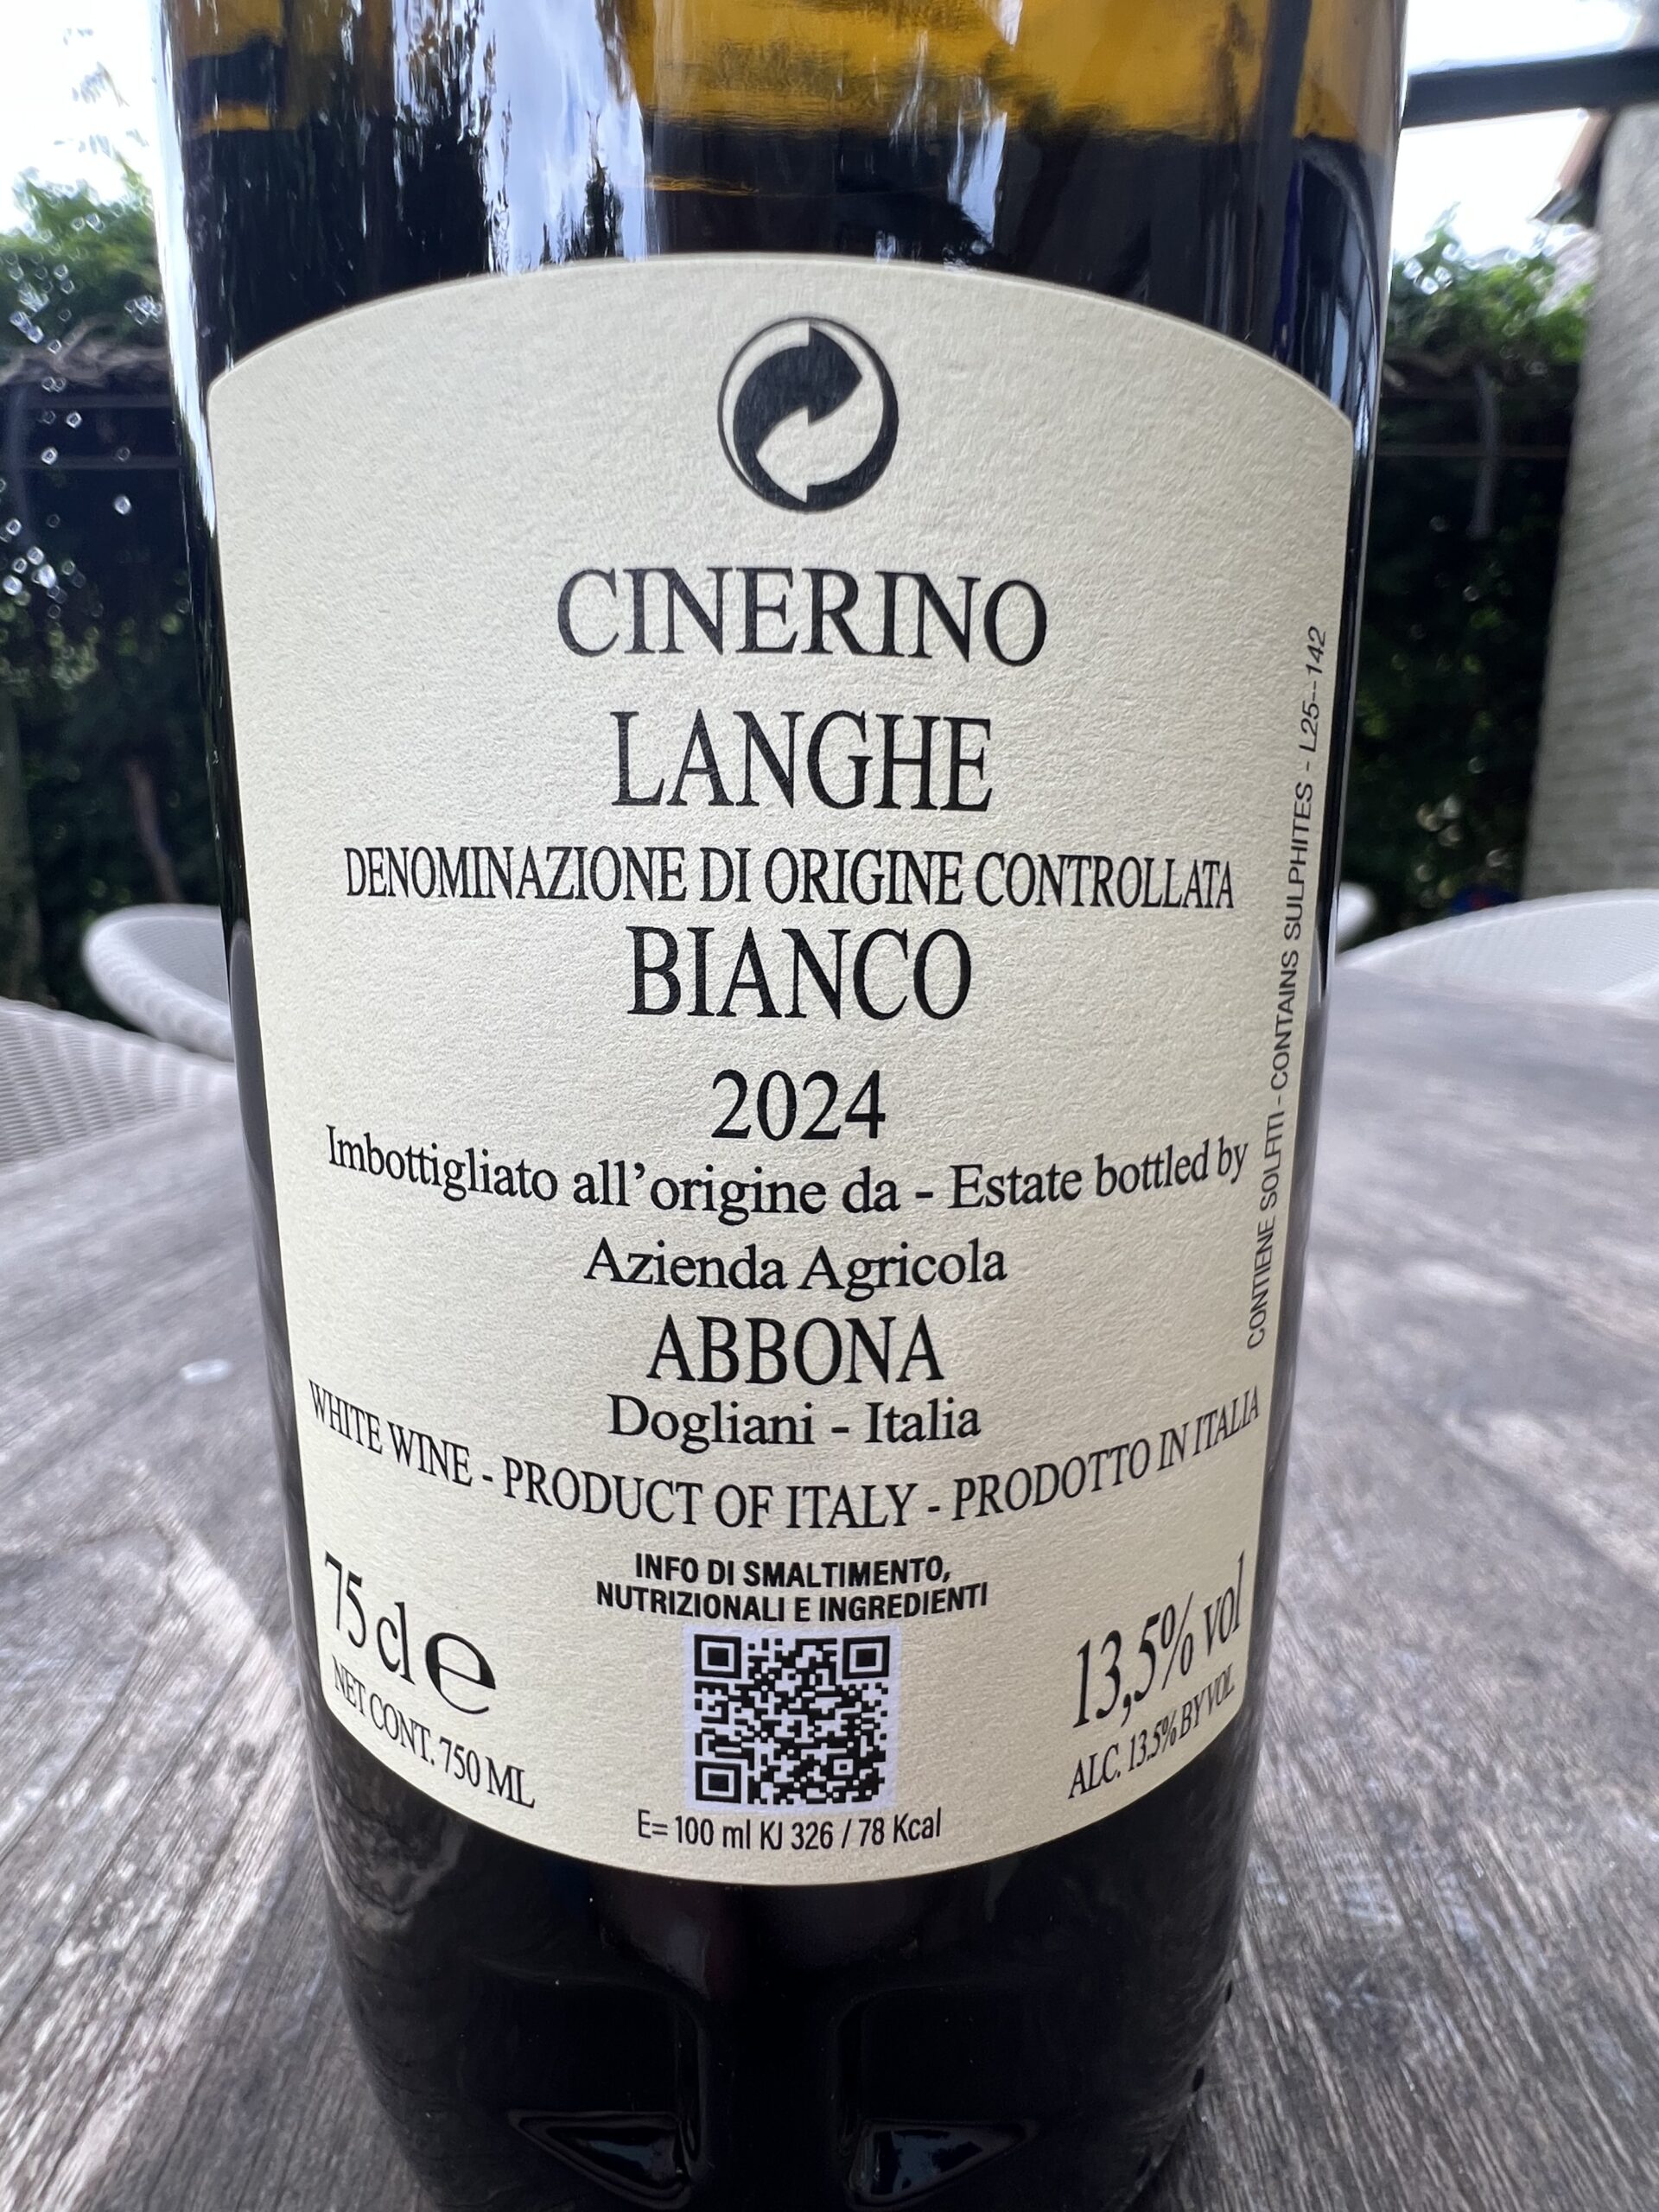 CINERINO
LANGHE
DENOMINAZIONE DI ORIGINE CONTROLLATA
BIANCO
2024
Imbottigliato all’origine da - Estate bottled by
Azienda Agricola
ABBONA
Dogliani - Italia
WHITE WINE - PRODUCT OF ITALY - PRODOTTO IN ITALIA
INFO DI SMALTIMENTO,
NUTRIZIONALI E INGREDIENTI
75 cl e
NET CONT. 750 ML
13,5% vol
ALC. 13.5% BY VOL
E= 100 ml KJ 326 / 78 Kcal
CONTIENE SOLFITI - CONTAINS SULPHITES - L25--142